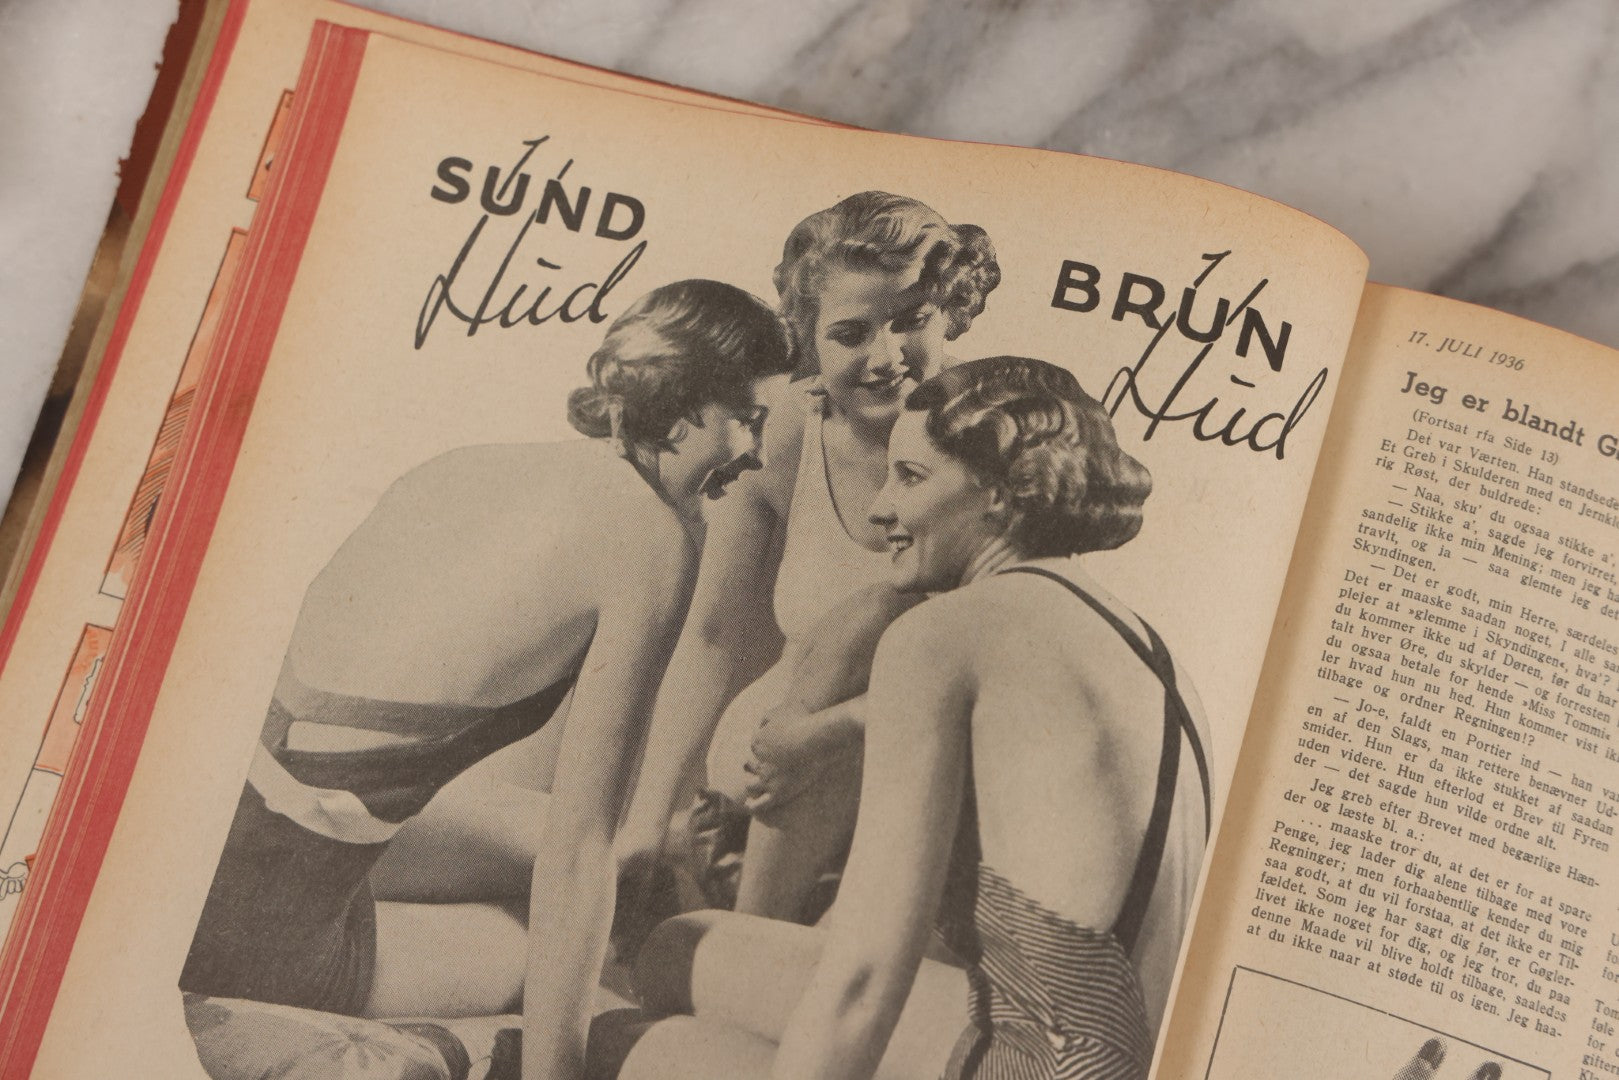 SUND
Hud
BRUN
Hud
17. JULI 1936
Jeg er blandt
(Fortsat rfa Side 13)
Det var Værten. Han standsede
Et Greb i Skulderen med en
rig Røst, der buldrede:
— Naa, sku' du ogsaa stikke a',
— Stikke a', sagde jeg forvirret,
sandelig ikke min Mening; men jeg
travlt, og ja — saa glemte jeg det
Skyndingen.
— Det er godt, min Herre, særdeles
Det er maaske saadan noget, I alle
plejer at »glemme i Skyndingen«, hva'?
du kommer ikke ud af Døren, før du har
talt hver Øre, du skylder — og forresten
du ogsaa betale for hende »Miss Tommi«
ler hvad hun nu hed. Hun kommer vist
tilbage og ordner Regningen!?
— Jo-e, faldt en Portier ind — han
en af den Slags, man rettere benævner Ud-
smider. Hun er da ikke stukket af saadan
uden videre. Hun efterlod et Brev til Fyren
der — det sagde hun vilde ordne alt.
Jeg greb efter Brevet med begærlige Hæn-
der og læste bl. a.:
. . . maaske tror du, at det er for at spare
Penge, jeg lader dig alene tilbage med vore
Regninger; men forhaabentlig kender du mig
saa godt, at du vil forstaa, at det ikke er Til-
fældet. Som jeg har sagt dig før, er Gøgler-
livet ikke noget for dig, og jeg tror, du paa
denne Maade vil blive holdt tilbage, saaledes
at du ikke naar at støde til os igen. Jeg haa-